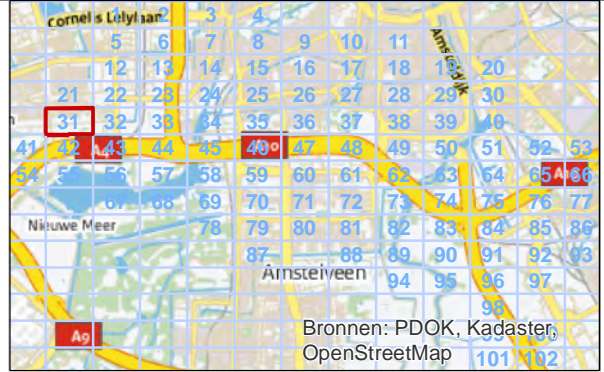 Cornelis Lelylaan 1 2 3 4
5 6 7 8 9 10 11
Amsteldijk
12 13 14 15 16 17 18 19 20
21 22 23 24 25 26 27 28 29 30
31 32 33 34 35 36 37 38 39 40
41 42 43 44 45 46 47 48 49 50 51 52 53
54 55 56 57 58 59 60 61 62 63 64 65 66
67 68 69 70 71 72 73 74 75 76 77
Nieuwe Meer 78 79 80 81 82 83 84 85 86
87 88 89 90 91 92 93
Amstelveen
94 95 96 97
98
A9
Bronnen: PDOK, Kadaster,
OpenStreetMap
101 102